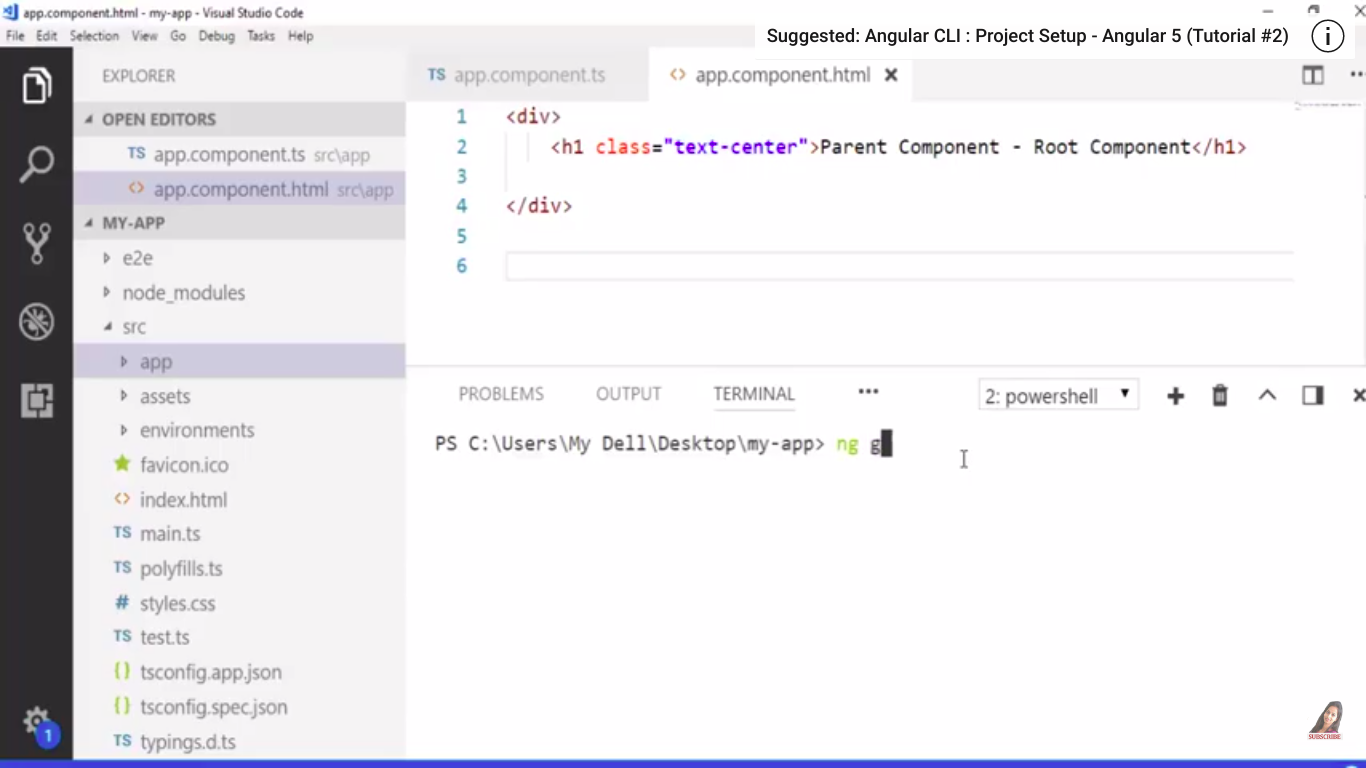 app.component.html - my-app - Visual Studio Code
File Edit Selection View Go Debug Tasks Help
Suggested: Angular CLI : Project Setup - Angular 5 (Tutorial #2)
EXPLORER
OPEN EDITORS
TS app.component.ts src\app
<> app.component.html src\app
MY-APP
e2e
node_modules
src
app
assets
environments
favicon.ico
<> index.html
TS main.ts
TS polyfills.ts
# styles.css
TS test.ts
{} tsconfig.app.json
{} tsconfig.spec.json
TS typings.d.ts
1
TS app.component.ts
<> app.component.html
1 <div>
2 <h1 class="text-center">Parent Component - Root Component</h1>
3
4 </div>
5
6
PROBLEMS OUTPUT TERMINAL ••• 2: powershell
PS C:\Users\My Dell\Desktop\my-app> ng g
SUBSCRIBE